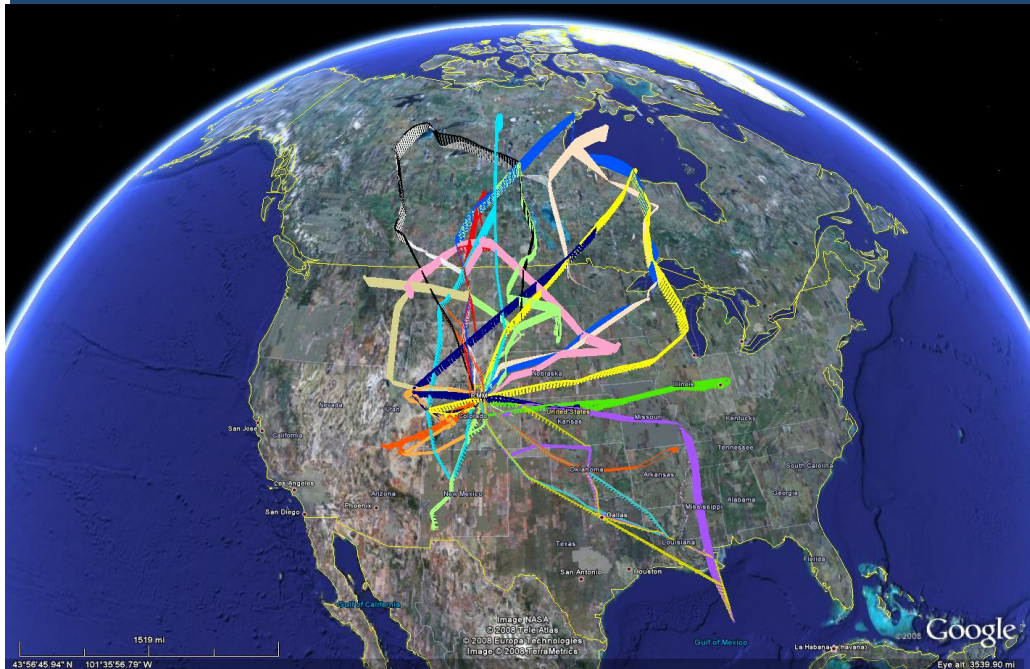 Nebraska
RMM
Nevada
Utah
Colorado
United States
Kansas
Illinois
Missouri
Kentucky
San Jose
California
Tennessee
Oklahoma
Arkansas
South Carolina
Los Angeles
Arizona
New Mexico
Alabama
Georgia
San Diego
Phoenix
Mississippi
Dallas
Texas
Louisiana
Florida
San Antonio
Houston
Gulf of California
Image NASA
© 2008 Tele Atlas
© 2008 Europa Technologies
Image © 2008 TerraMetrics
Gulf of Mexico
La Habana (Havana)
©2008 Google
1519 mi
43°56'45.94" N 101°35'56.79" W
Eye alt 3539.90 mi